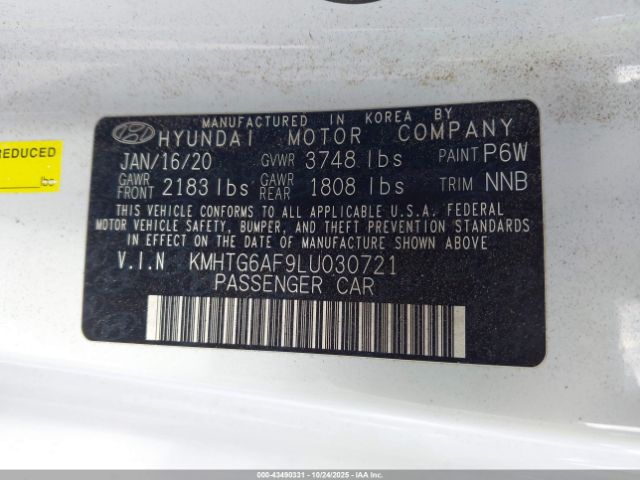 MANUFACTURED IN KOREA BY
HYUNDAI MOTOR COMPANY
JAN/16/20 GVWR 3748 lbs PAINT P6W
GAWR FRONT 2183 lbs GAWR REAR 1808 lbs TRIM NNB
THIS VEHICLE CONFORMS TO ALL APPLICABLE U.S.A. FEDERAL
MOTOR VEHICLE SAFETY, BUMPER, AND THEFT PREVENTION STANDARDS
IN EFFECT ON THE DATE OF MANUFACTURE SHOWN ABOVE
V.I.N KMHTG6AF9LU030721
PASSENGER CAR
REDUCED
lbs
000-43490331 - 10/24/2025 - IAAI.com